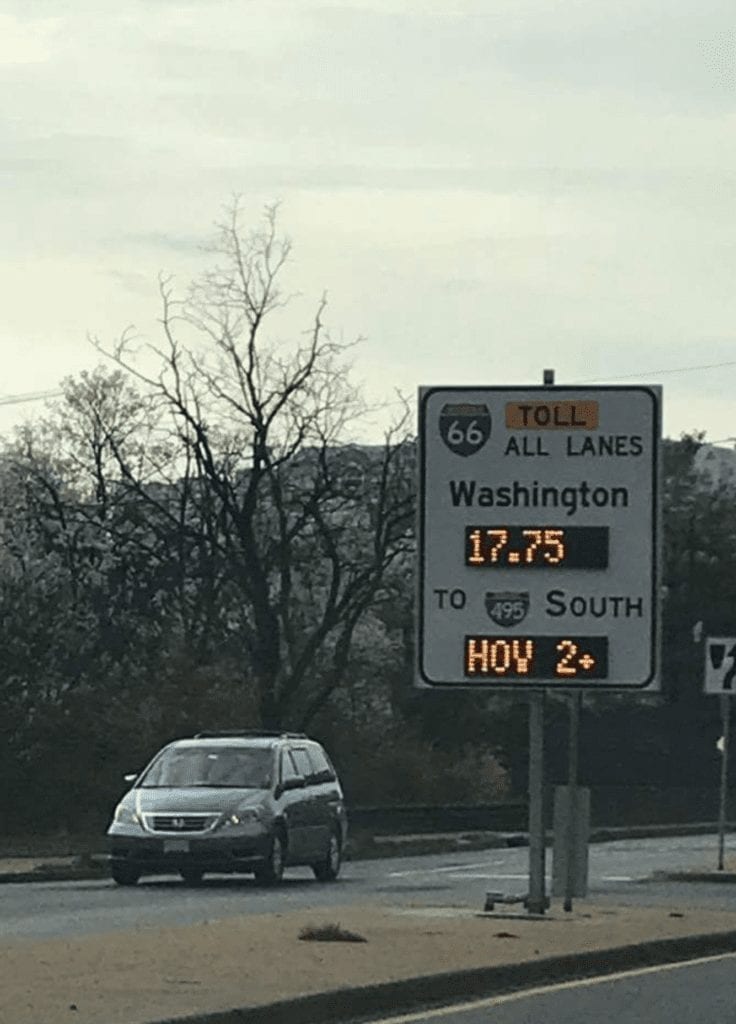 66 TOLL
ALL LANES
Washington
17.75
TO 495 SOUTH
HOV 2+